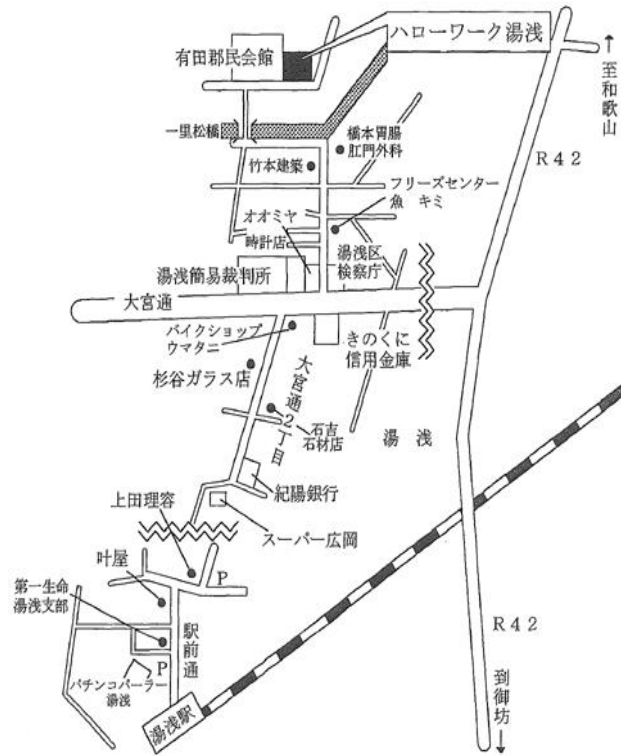 ハローワーク湯浅
有田郡民会館
至和歌山
一里松橋
橋本胃腸
肛門外科
R42
竹本建築
フリーズセンター
魚 キミ
オオミヤ
時計店
湯浅区
検察庁
湯浅簡易裁判所
大宮通
バイクショップ
ウマタニ
きのくに
信用金庫
杉谷ガラス店
大宮通2丁目
石吉
石材店
湯浅
紀陽銀行
上田理容
スーパー広岡
叶屋
P
第一生命
湯浅支部
駅前通
R42
P
パチンコパーラー
湯浅
湯浅駅
到御坊